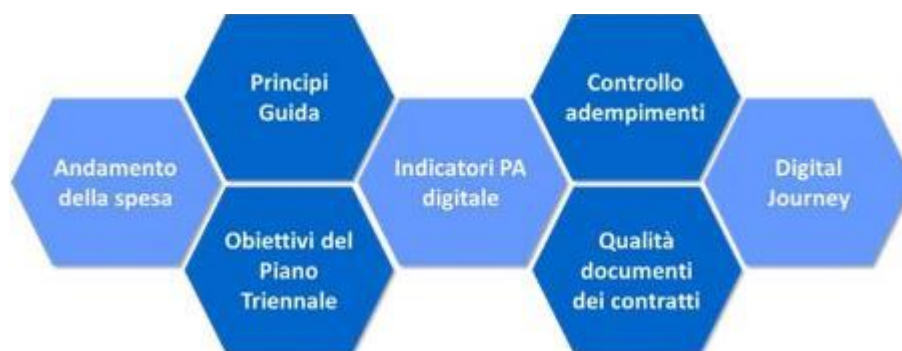 Andamento
della spesa
Principi
Guida
Obiettivi del
Piano
Triennale
Indicatori PA
digitale
Controllo
adempimenti
Qualità
documenti
dei contratti
Digital
Journey